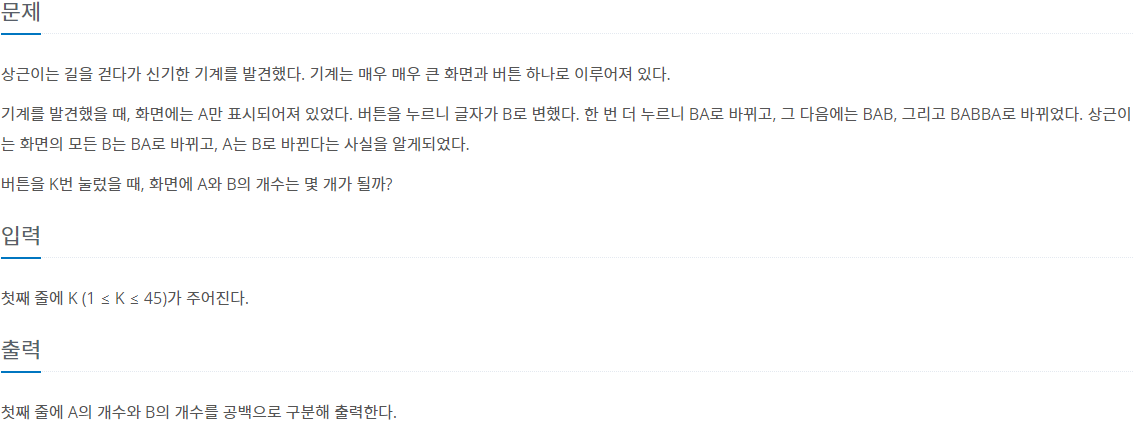 문제
상근이는 길을 걷다가 신기한 기계를 발견했다. 기계는 매우 매우 큰 화면과 버튼 하나로 이루어져 있다.
기계를 발견했을 때, 화면에는 A만 표시되어져 있었다. 버튼을 누르니 글자가 B로 변했다. 한 번 더 누르니 BA로 바뀌고, 그 다음에는 BAB, 그리고 BABBA로 바뀌었다. 상근이
는 화면의 모든 B는 BA로 바뀌고, A는 B로 바뀐다는 사실을 알게되었다.
버튼을 K번 눌렀을 때, 화면에 A와 B의 개수는 몇 개가 될까?
입력
첫째 줄에 K (1 ≤ K ≤ 45)가 주어진다.
출력
첫째 줄에 A의 개수와 B의 개수를 공백으로 구분해 출력한다.